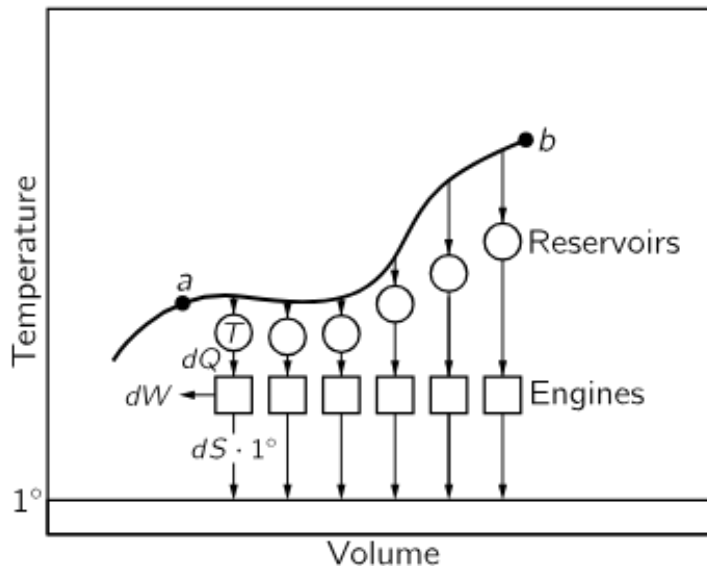 Temperature
b
Reservoirs
a
T
dQ
dW
Engines
dS · 1°
1°
Volume